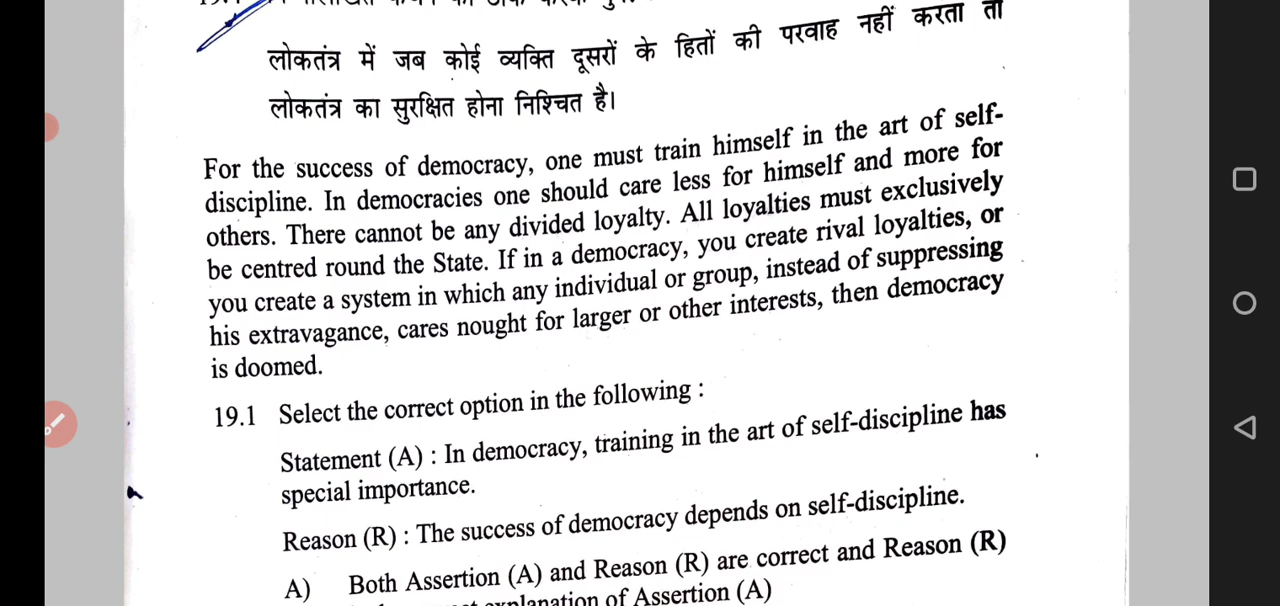 लोकतंत्र में जब कोई व्यक्ति दूसरों के हितों की परवाह नहीं करता तो
लोकतंत्र का सुरक्षित होना निश्चित है।
For the success of democracy, one must train himself in the art of self-
discipline. In democracies one should care less for himself and more for
others. There cannot be any divided loyalty. All loyalties must exclusively
be centred round the State. If in a democracy, you create rival loyalties, or
you create a system in which any individual or group, instead of suppressing
his extravagance, cares nought for larger or other interests, then democracy
is doomed.
19.1 Select the correct option in the following :
Statement (A) : In democracy, training in the art of self-discipline has
special importance.
Reason (R) : The success of democracy depends on self-discipline.
A) Both Assertion (A) and Reason (R) are correct and Reason (R)
explanation of Assertion (A)